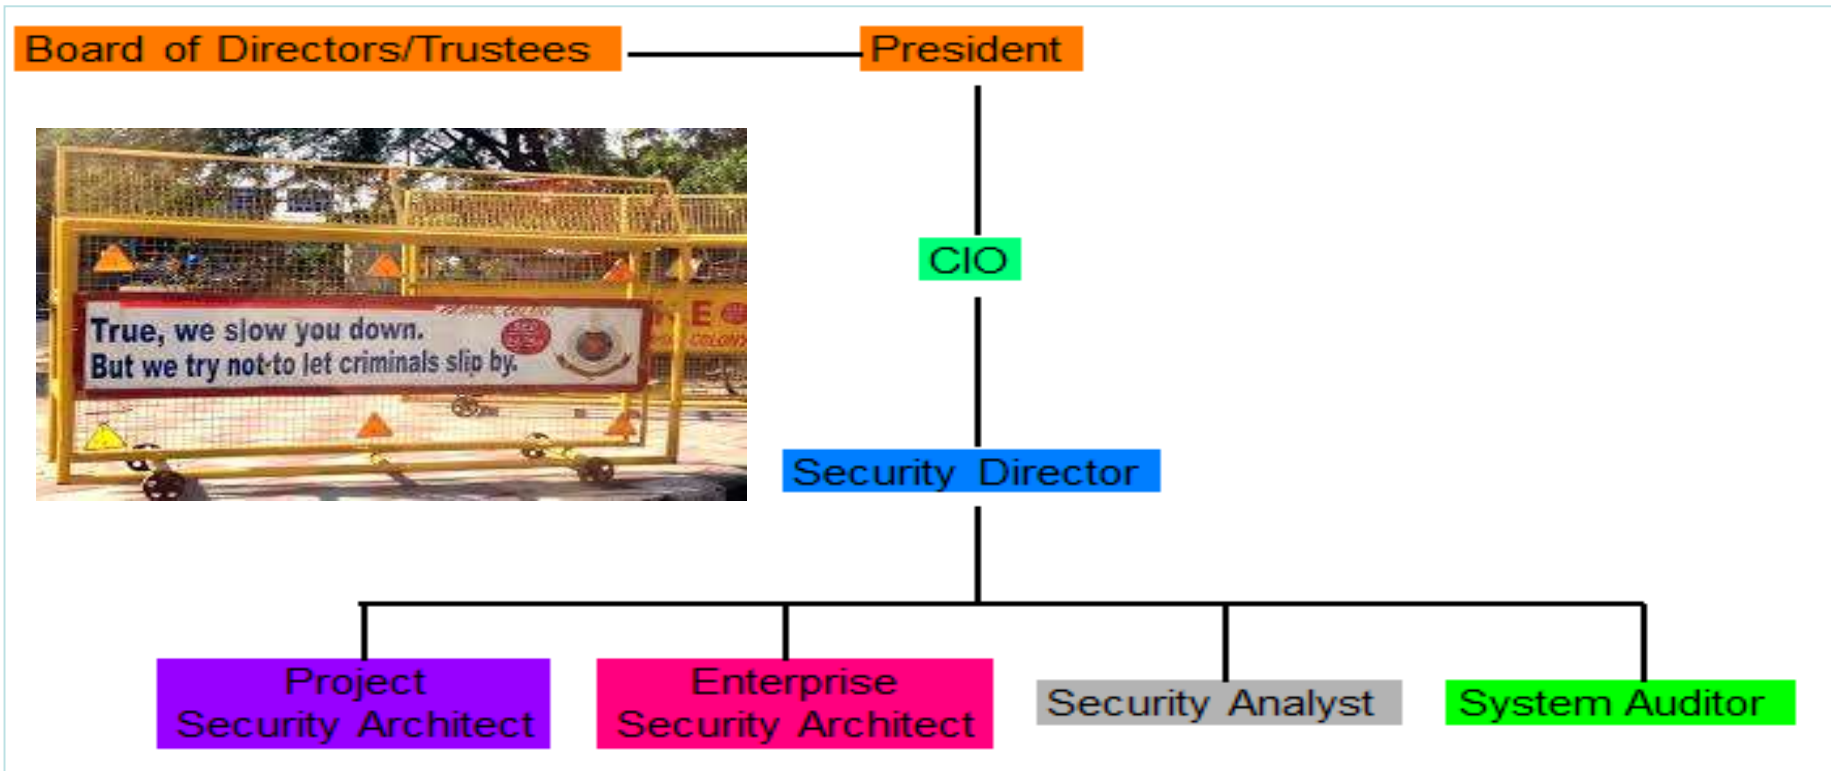 Board of Directors/Trustees
President
True, we slow you down.
But we try not to let criminals slip by.
COLONY
CIO
Security Director
Project
Security Architect
Enterprise
Security Architect
Security Analyst
System Auditor